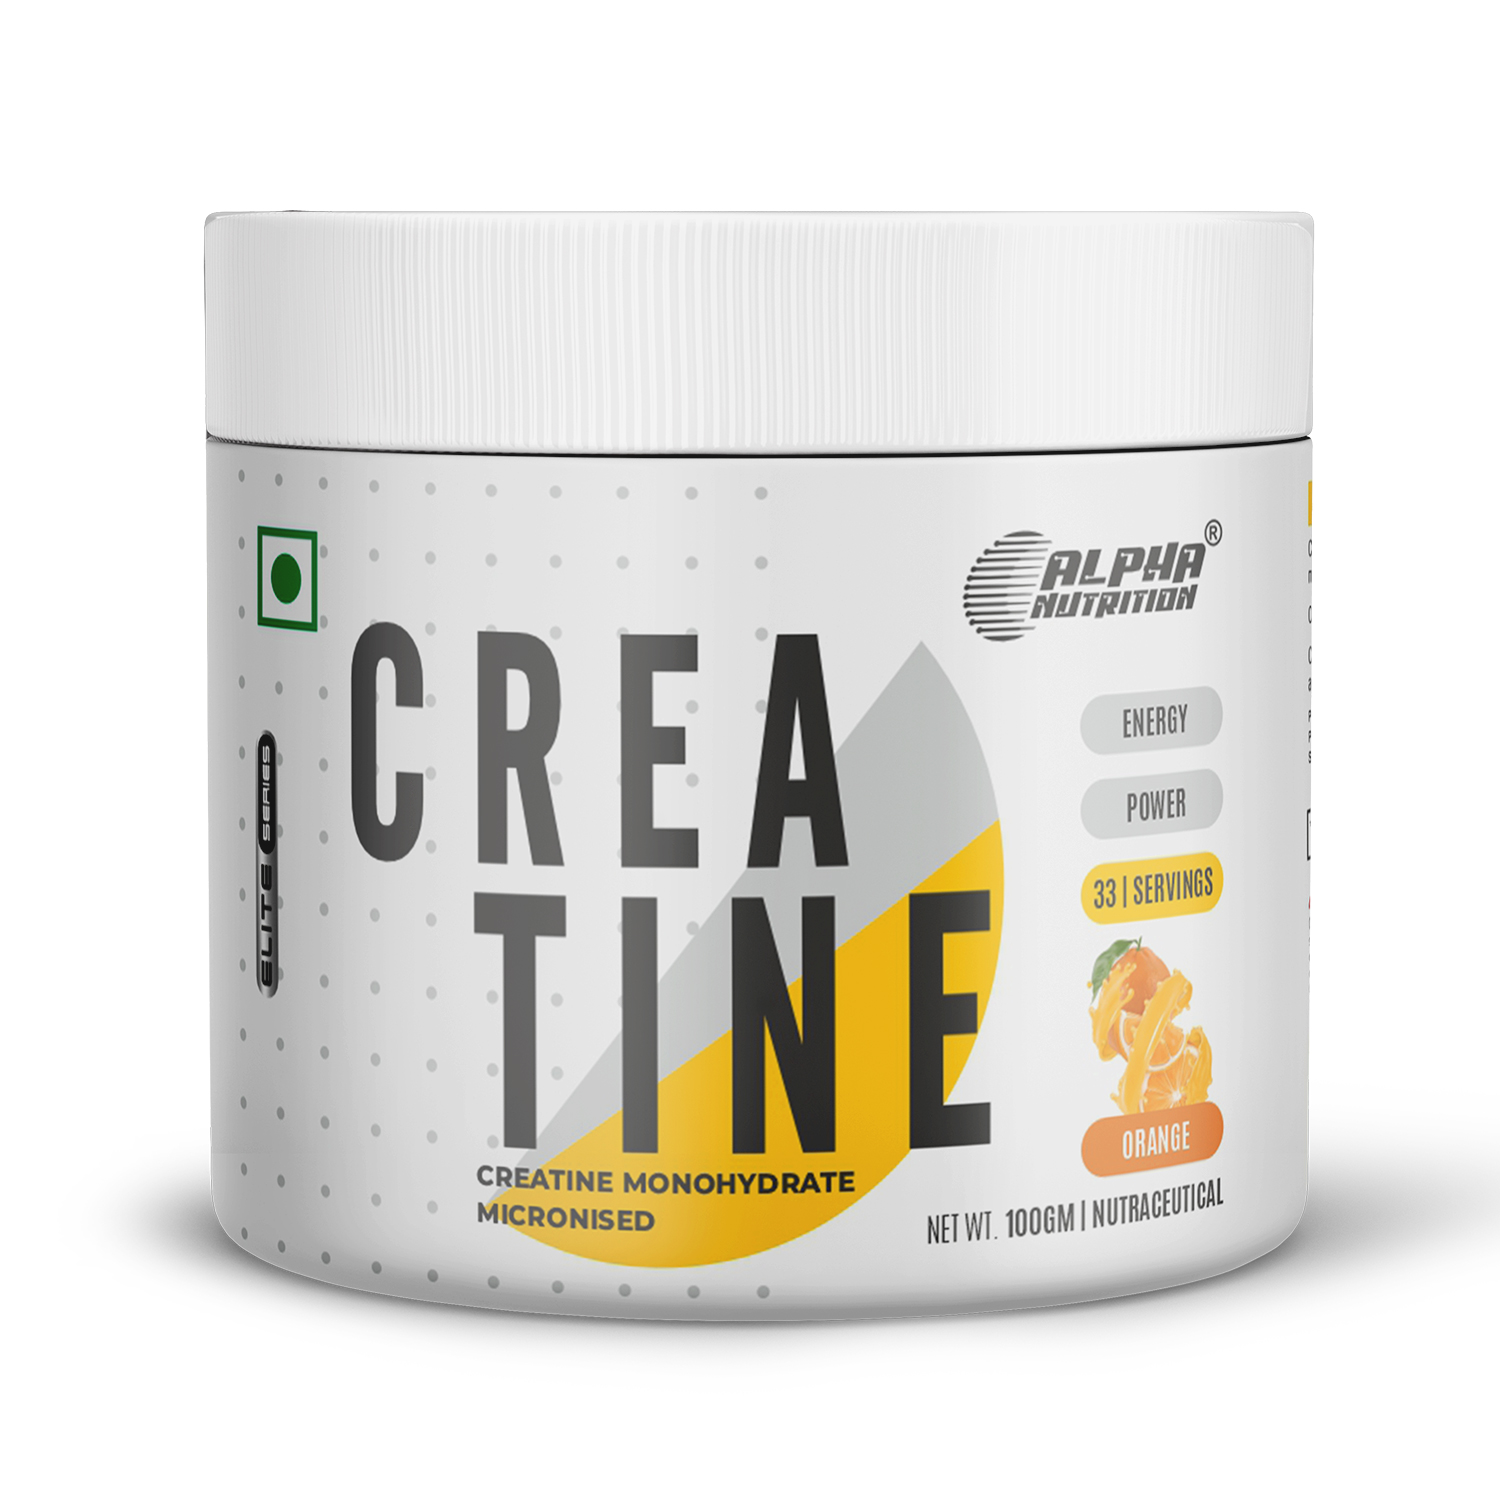 ALPHA®
NUTRITION
CREA
TINE
CREATINE MONOHYDRATE
MICRONISED
ELITE SERIES
ENERGY
POWER
33 | SERVINGS
ORANGE
NET WT. 100GM | NUTRACEUTICAL